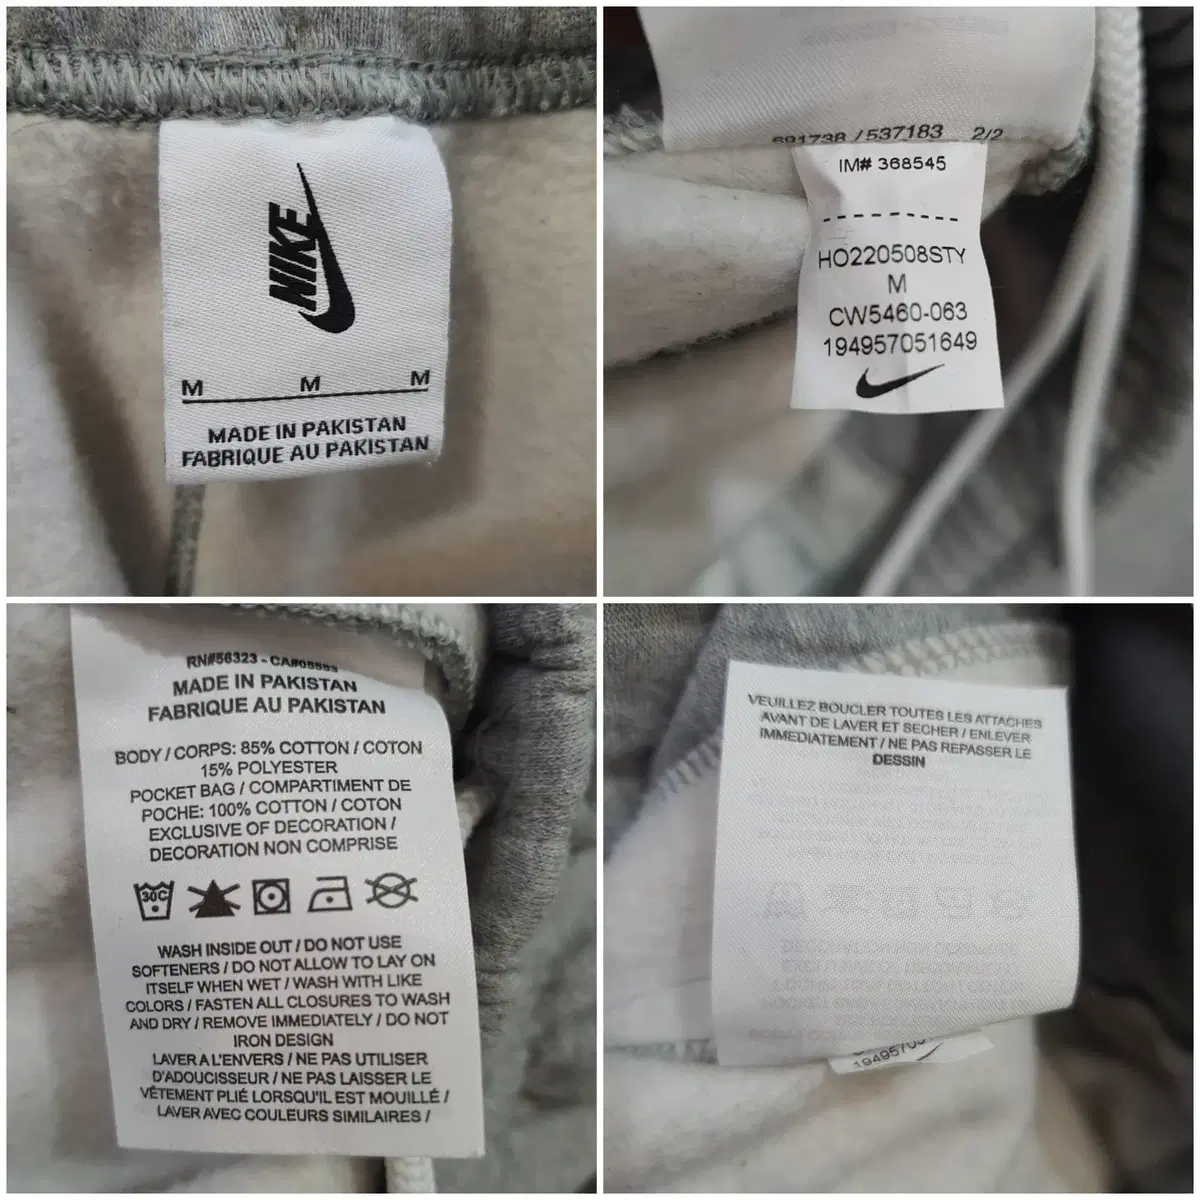 NIKE
M M M
MADE IN PAKISTAN
FABRIQUE AU PAKISTAN
691738 / 537183 2/2
IM# 368545
HO220508STY
M
CW5460-063
194957051649
RN#56323 - CA#05553
MADE IN PAKISTAN
FABRIQUE AU PAKISTAN
BODY / CORPS: 85% COTTON / COTON
15% POLYESTER
POCKET BAG / COMPARTIMENT DE
POCHE: 100% COTTON / COTON
EXCLUSIVE OF DECORATION /
DECORATION NON COMPRISE
30C
WASH INSIDE OUT / DO NOT USE
SOFTENERS / DO NOT ALLOW TO LAY ON
ITSELF WHEN WET / WASH WITH LIKE
COLORS / FASTEN ALL CLOSURES TO WASH
AND DRY / REMOVE IMMEDIATELY / DO NOT
IRON DESIGN
LAVER A L'ENVERS / NE PAS UTILISER
D'ADOUCISSEUR / NE PAS LAISSER LE
VÊTEMENT PLIÉ LORSQU'IL EST MOUILLÉ /
LAVER AVEC COULEURS SIMILAIRES /
VEUILLEZ BOUCLER TOUTES LES ATTACHES
AVANT DE LAVER ET SECHER / ENLEVER
IMMEDIATEMENT / NE PAS REPASSER LE
DESSIN